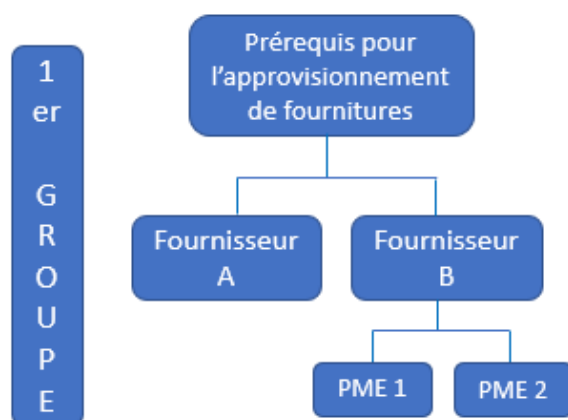 1
er
G
R
O
U
P
E
Prérequis pour
l'approvisionnement
de fournitures
Fournisseur
A
Fournisseur
B
PME 1
PME 2